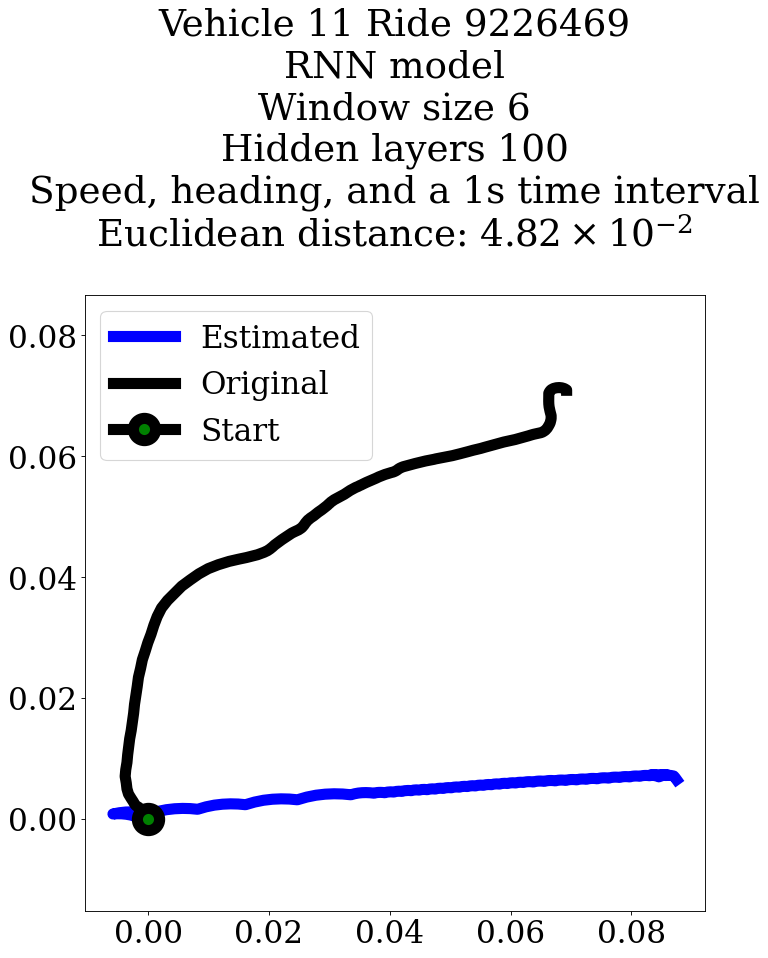 Vehicle 11 Ride 9226469
RNN model
Window size 6
Hidden layers 100
Speed, heading, and a 1s time interval
Euclidean distance: 4.82 × 10⁻²
Estimated
Original
Start
0.08
0.06
0.04
0.02
0.00
0.00 0.02 0.04 0.06 0.08